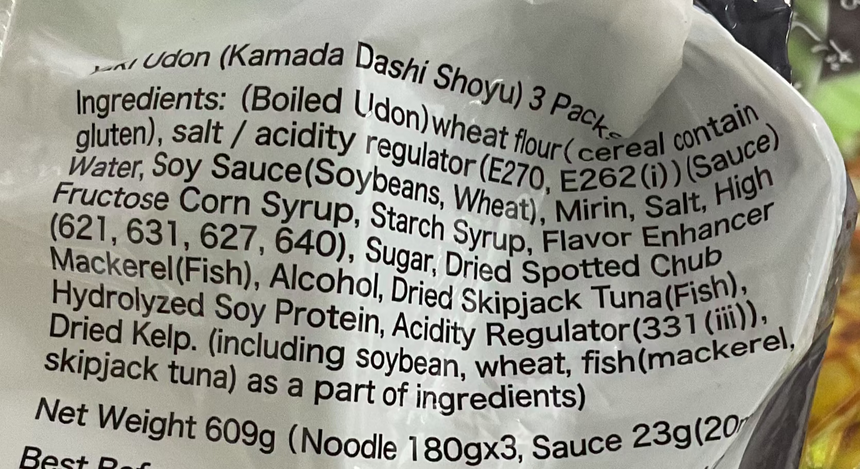 Udon (Kamada Dashi Shoyu) 3 Packs
Ingredients: (Boiled Udon) wheat flour (cereal contain
gluten), salt / acidity regulator (E270, E262(i)) (Sauce)
Water, Soy Sauce(Soybeans, Wheat), Mirin, Salt, High
Fructose Corn Syrup, Starch Syrup, Flavor Enhancer
(621, 631, 627, 640), Sugar, Dried Spotted Chub
Mackerel(Fish), Alcohol, Dried Skipjack Tuna(Fish),
Hydrolyzed Soy Protein, Acidity Regulator(331(iii)),
Dried Kelp. (including soybean, wheat, fish(mackerel,
skipjack tuna) as a part of ingredients)
Net Weight 609g (Noodle 180gx3, Sauce 23g(20
Best